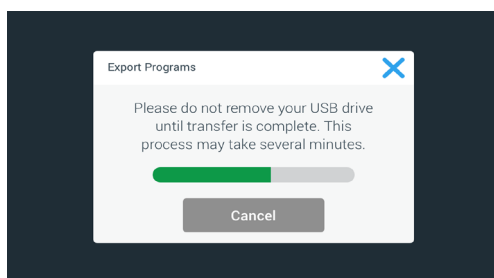 Export Programs
Please do not remove your USB drive
until transfer is complete. This
process may take several minutes.
Cancel